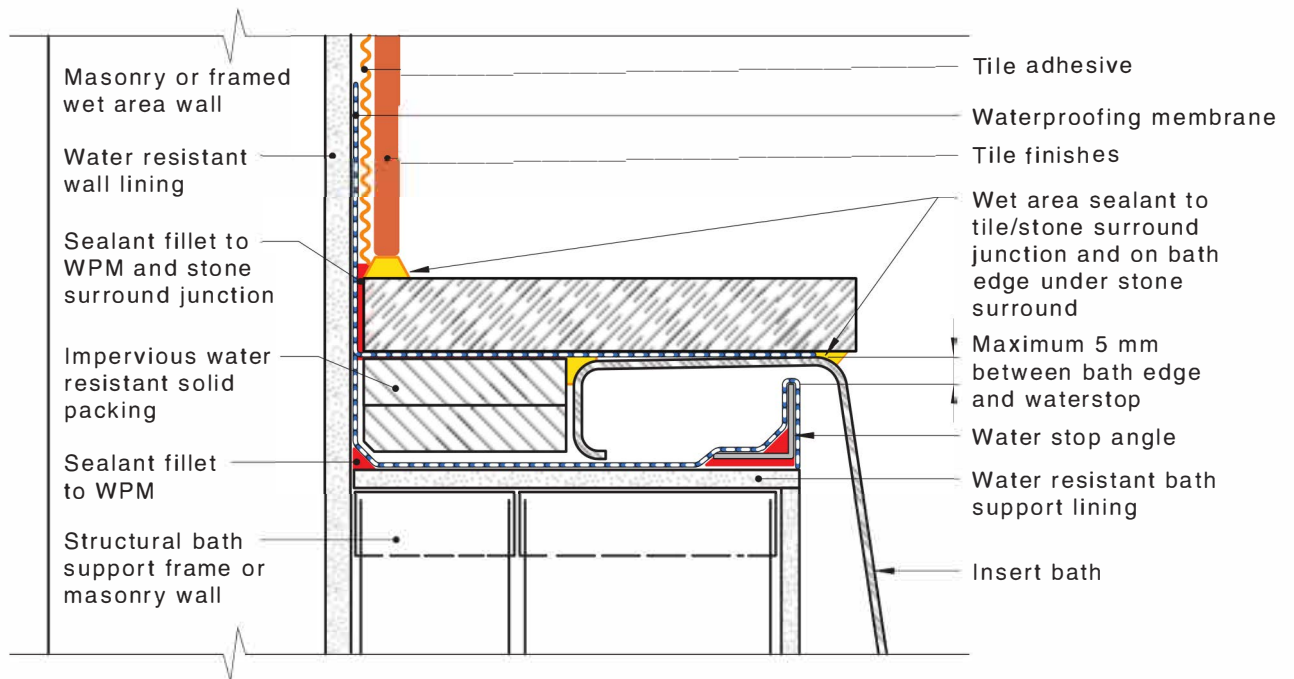 Masonry or framed
wet area wall
Water resistant
wall lining
Sealant fillet to
WPM and stone
surround junction
Impervious water
resistant solid
packing
Sealant fillet
to WPM
Structural bath
support frame or
masonry wall
Tile adhesive
Waterproofing membrane
Tile finishes
Wet area sealant to
tile/stone surround
junction and on bath
edge under stone
surround
Maximum 5 mm
between bath edge
and waterstop
Water stop angle
Water resistant bath
support lining
Insert bath